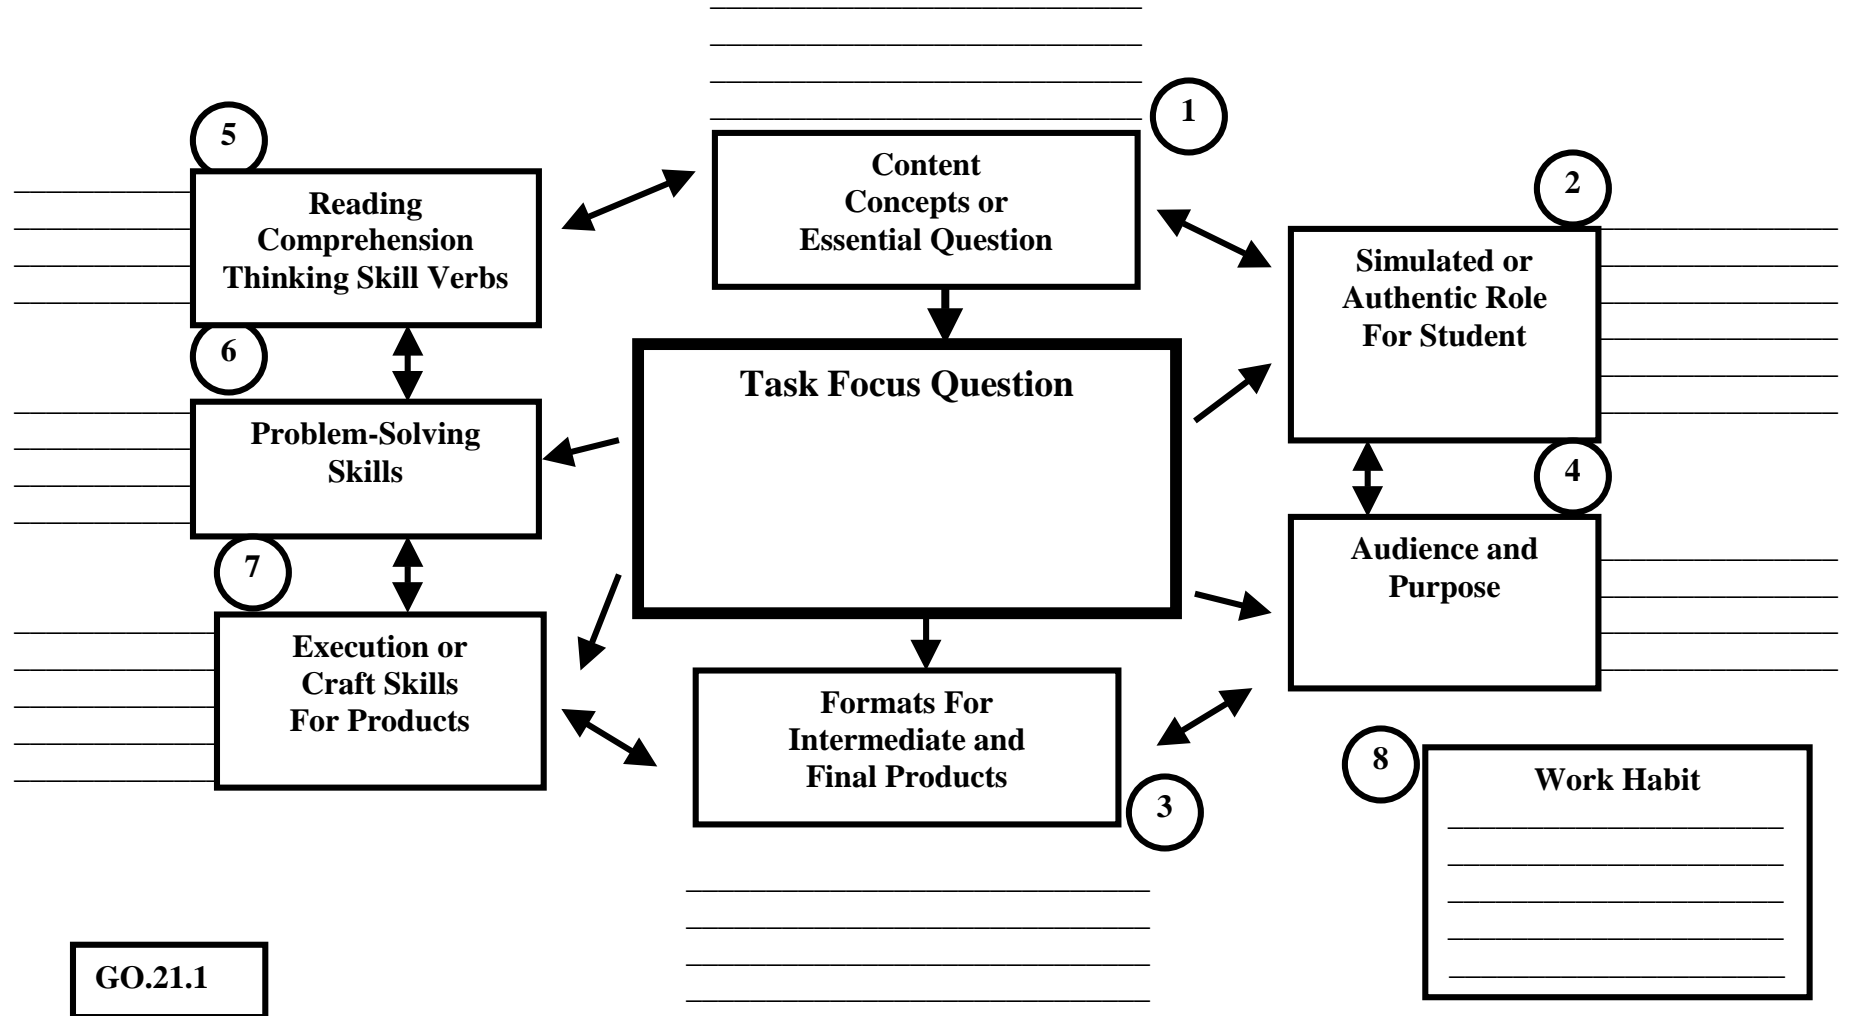 1
Content
Concepts or
Essential Question
2
Simulated or
Authentic Role
For Student
5
Reading
Comprehension
Thinking Skill Verbs
6
Problem-Solving
Skills
Task Focus Question
4
Audience and
Purpose
7
Execution or
Craft Skills
For Products
Formats For
Intermediate and
Final Products
3
8
Work Habit
GO.21.1